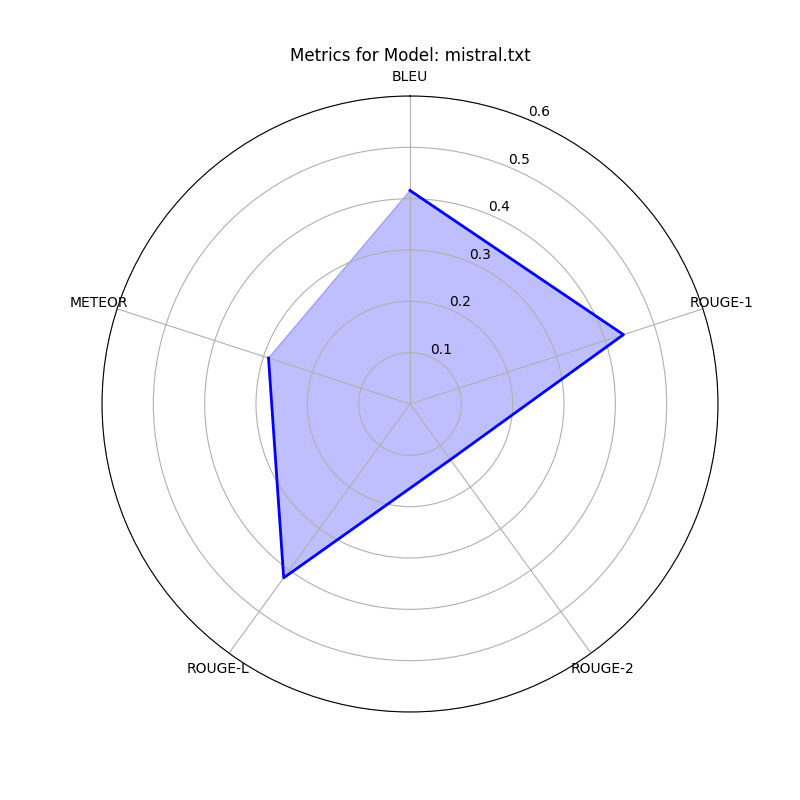 Metrics for Model: mistral.txt
BLEU
0.6
0.5
0.4
0.3
METEOR
ROUGE-1
0.2
0.1
ROUGE-L
ROUGE-2